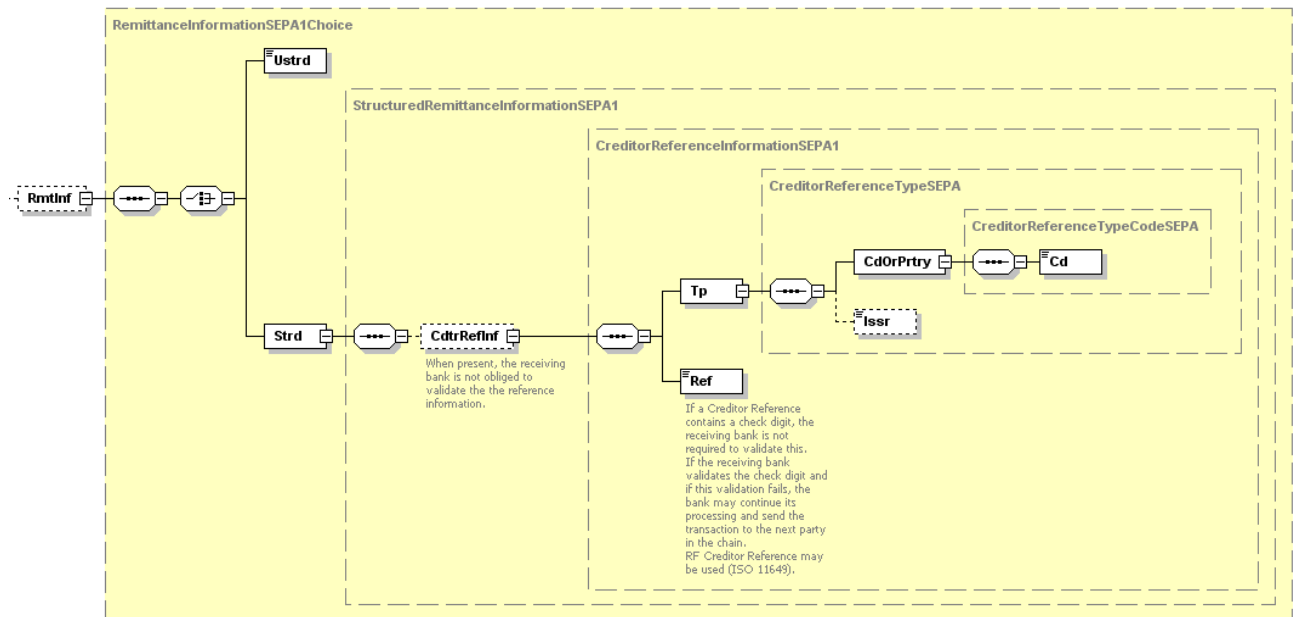 RemittanceInformationSEPA1Choice
Ustrd
StructuredRemittanceInformationSEPA1
CreditorReferenceInformationSEPA1
CreditorReferenceTypeSEPA
CreditorReferenceTypeCodeSEPA
RmtInf
CdOrPrtry
Cd
Tp
Issr
Strd
CdtrRefInf
When present, the receiving
bank is not obliged to
validate the the reference
information.
Ref
If a Creditor Reference
contains a check digit, the
receiving bank is not
required to validate this.
If the receiving bank
validates the check digit and
if this validation fails, the
bank may continue its
processing and send the
transaction to the next party
in the chain.
RF Creditor Reference may
be used (ISO 11649).